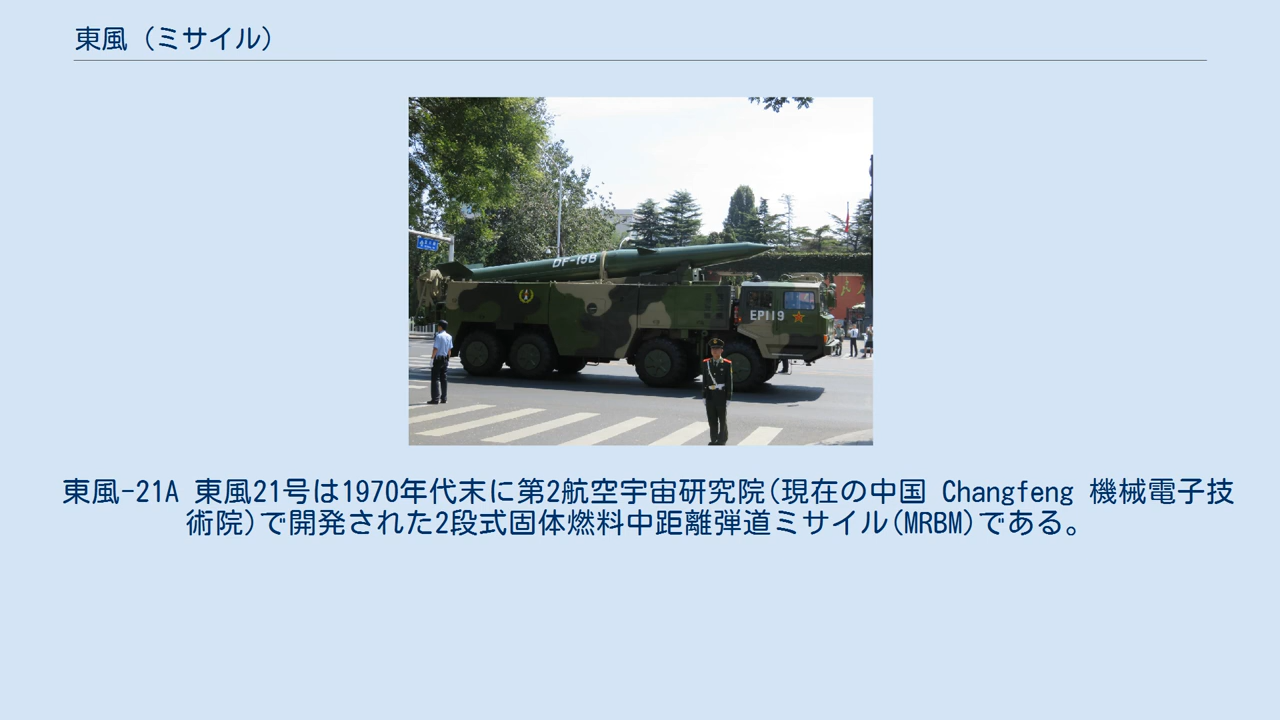 東風 (ミサイル)
DF-15B
EP119
東風-21A 東風21号は1970年代末に第2航空宇宙研究院(現在の中国 Changfeng 機械電子技
術院)で開発された2段式固体燃料中距離弾道ミサイル(MRBM)である。